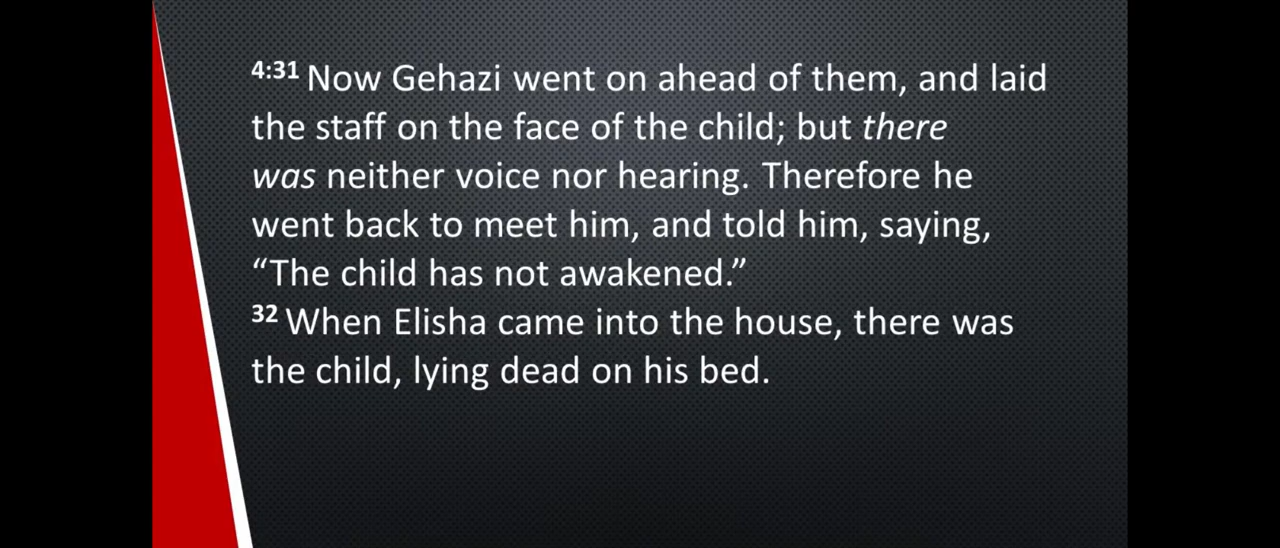 4:31 Now Gehazi went on ahead of them, and laid
the staff on the face of the child; but there
was neither voice nor hearing. Therefore he
went back to meet him, and told him, saying,
“The child has not awakened.”
32 When Elisha came into the house, there was
the child, lying dead on his bed.